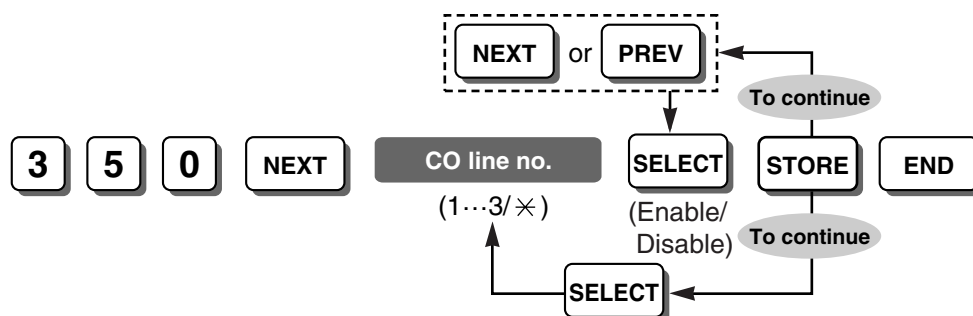 NEXT or PREV
To continue
3 5 0 NEXT CO line no. SELECT STORE END
(1···3/✳)
(Enable/
Disable)
To continue
SELECT